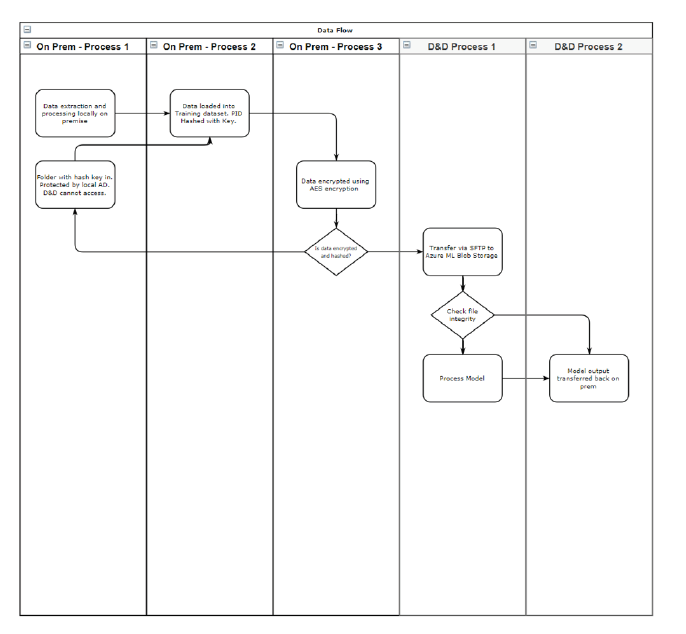 Data Flow
On Prem - Process 1
On Prem - Process 2
On Prem - Process 3
D&D Process 1
D&D Process 2
Data extraction and
processing locally on
premise
Data loaded into
Training dataset. PID
Hashed with Key.
Folder with hash key in.
Protected by local AD.
D&D cannot access.
Data encrypted using
AES encryption
Is data encrypted
and hashed?
Transfer via SFTP to
Azure ML Blob Storage
Check file
integrity
Process Model
Model output
transferred back on
prem